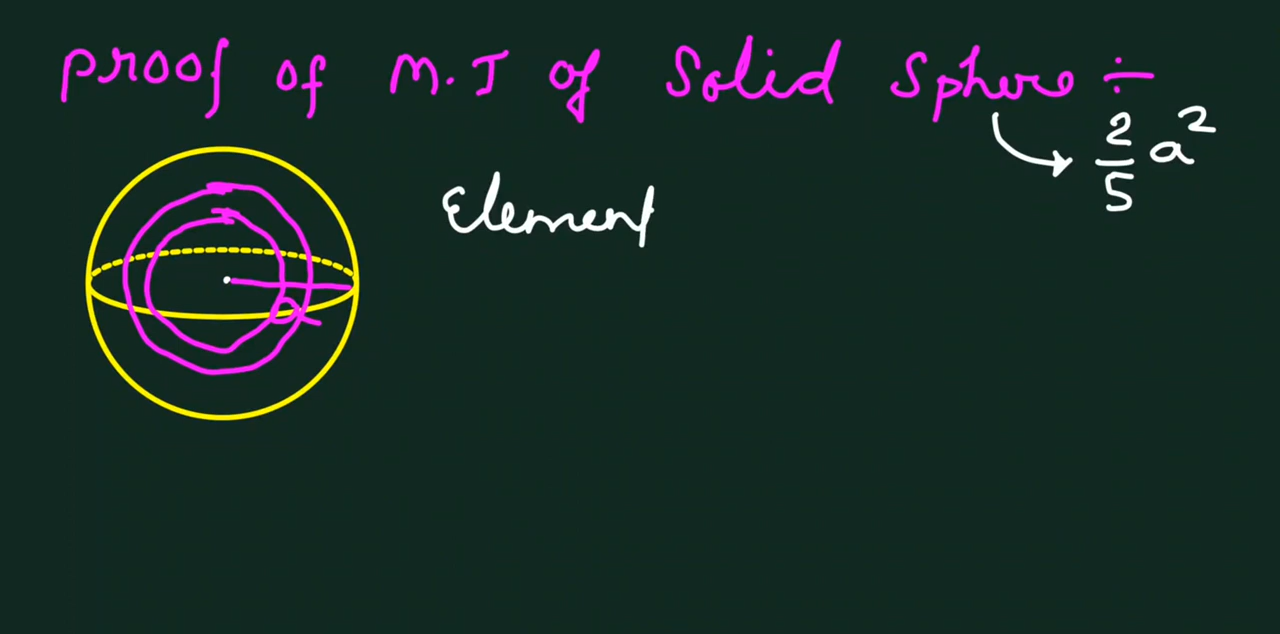 Proof of M.I of Solid Sphere ÷
2/5 a²
Element
a